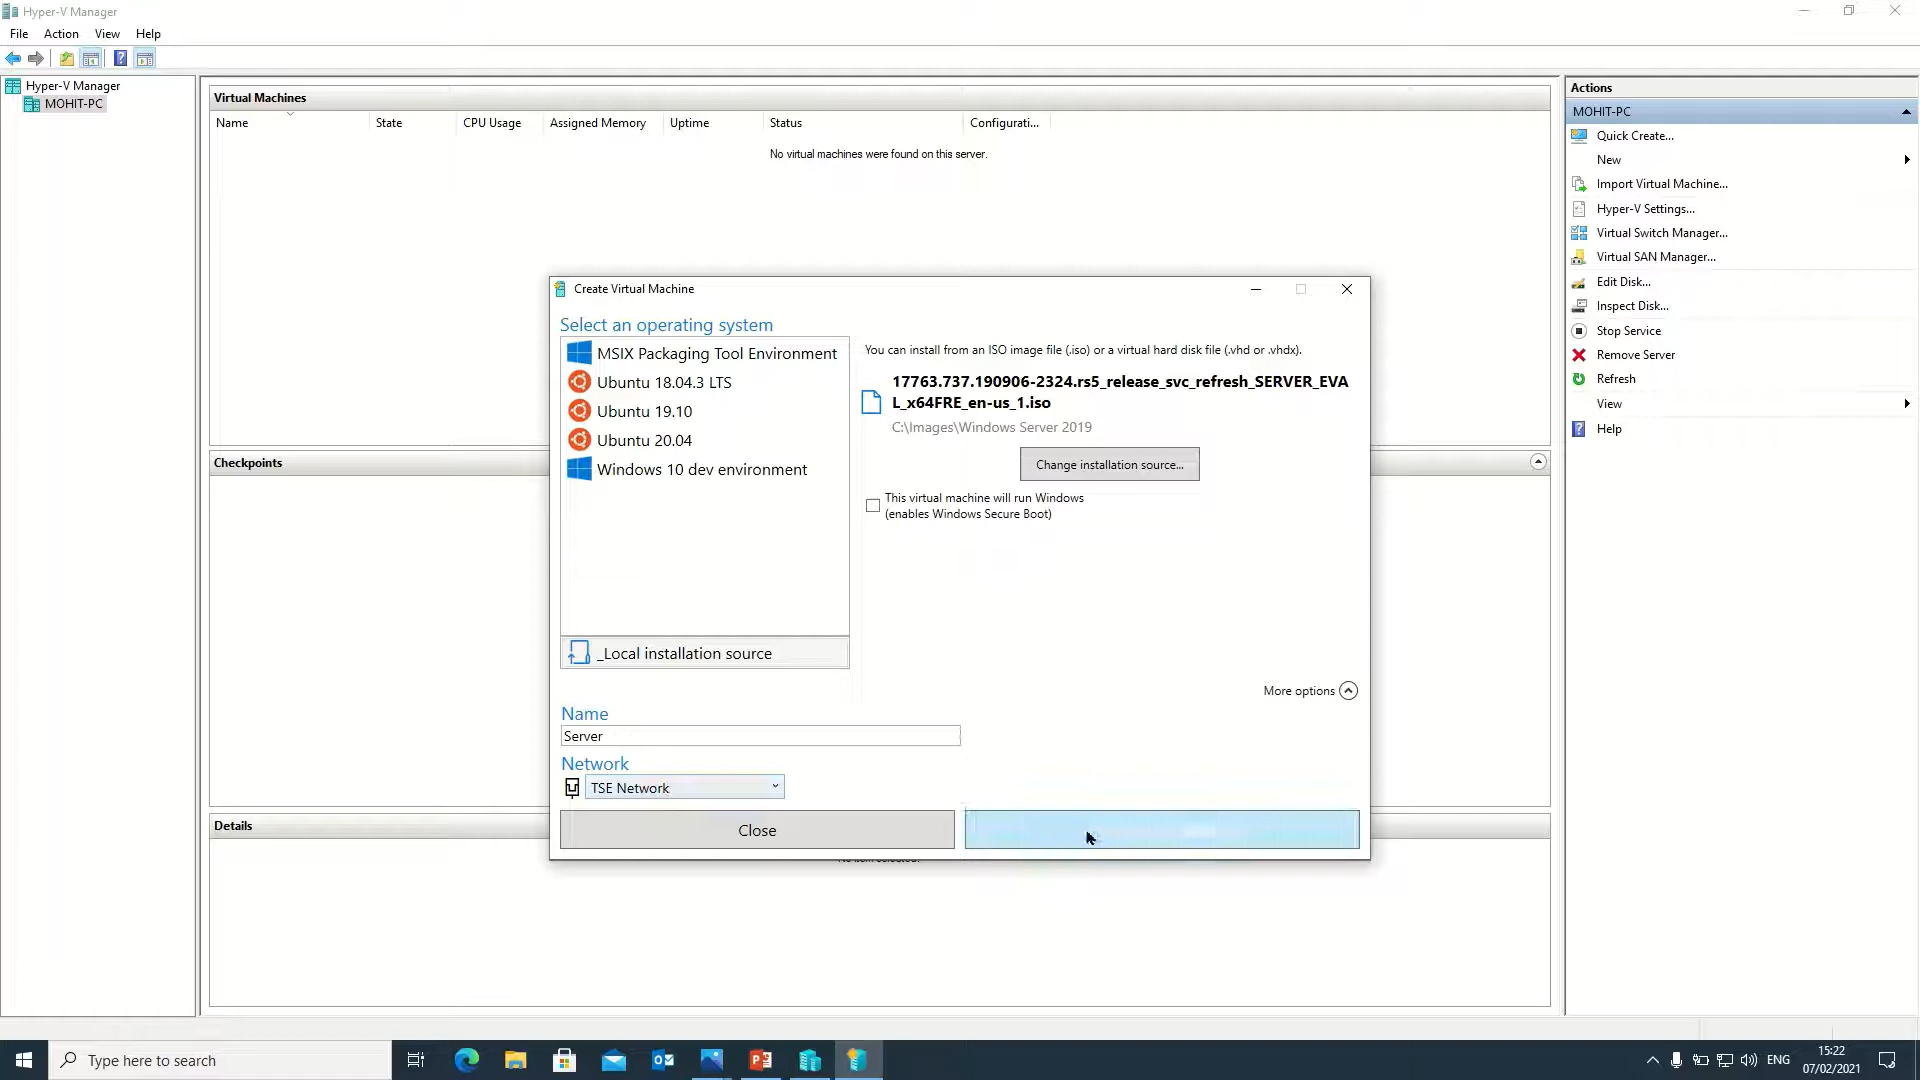 Hyper-V Manager
File Action View Help
Hyper-V Manager
MOHIT-PC
Virtual Machines
Name State CPU Usage Assigned Memory Uptime Status Configurati...
No virtual machines were found on this server.
Checkpoints
Details
Create Virtual Machine
Select an operating system
MSIX Packaging Tool Environment
Ubuntu 18.04.3 LTS
Ubuntu 19.10
Ubuntu 20.04
Windows 10 dev environment
_Local installation source
You can install from an ISO image file (.iso) or a virtual hard disk file (.vhd or .vhdx).
17763.737.190906-2324.rs5_release_svc_refresh_SERVER_EVA
L_x64FRE_en-us_1.iso
C:\Images\Windows Server 2019
Change installation source...
This virtual machine will run Windows
(enables Windows Secure Boot)
More options
Name
Server
Network
TSE Network
Close
Actions
MOHIT-PC
Quick Create...
New
Import Virtual Machine...
Hyper-V Settings...
Virtual Switch Manager...
Virtual SAN Manager...
Edit Disk...
Inspect Disk...
Stop Service
Remove Server
Refresh
View
Help
Type here to search
ENG
15:22
07/02/2021